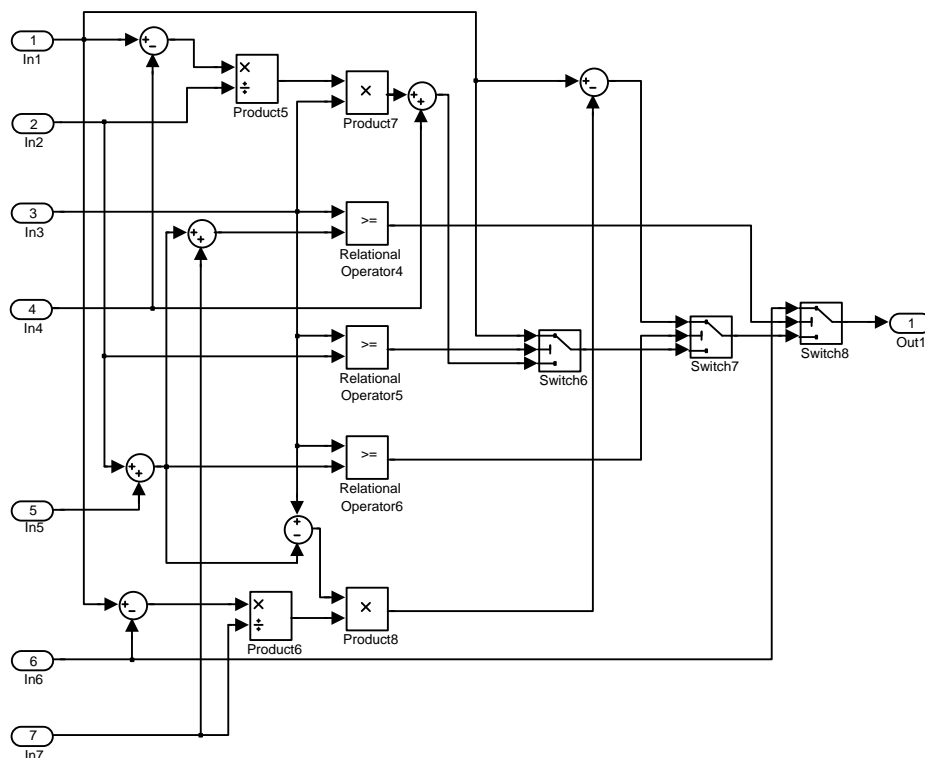 1
In1
2
In2
3
In3
4
In4
5
In5
6
In6
7
In7
+
−
×
÷
Product5
×
Product7
+
+
+
−
+
+
>=
Relational
Operator4
>=
Relational
Operator5
>=
Relational
Operator6
+
+
+
−
+
−
×
÷
Product6
×
Product8
Switch6
Switch7
Switch8
1
Out1